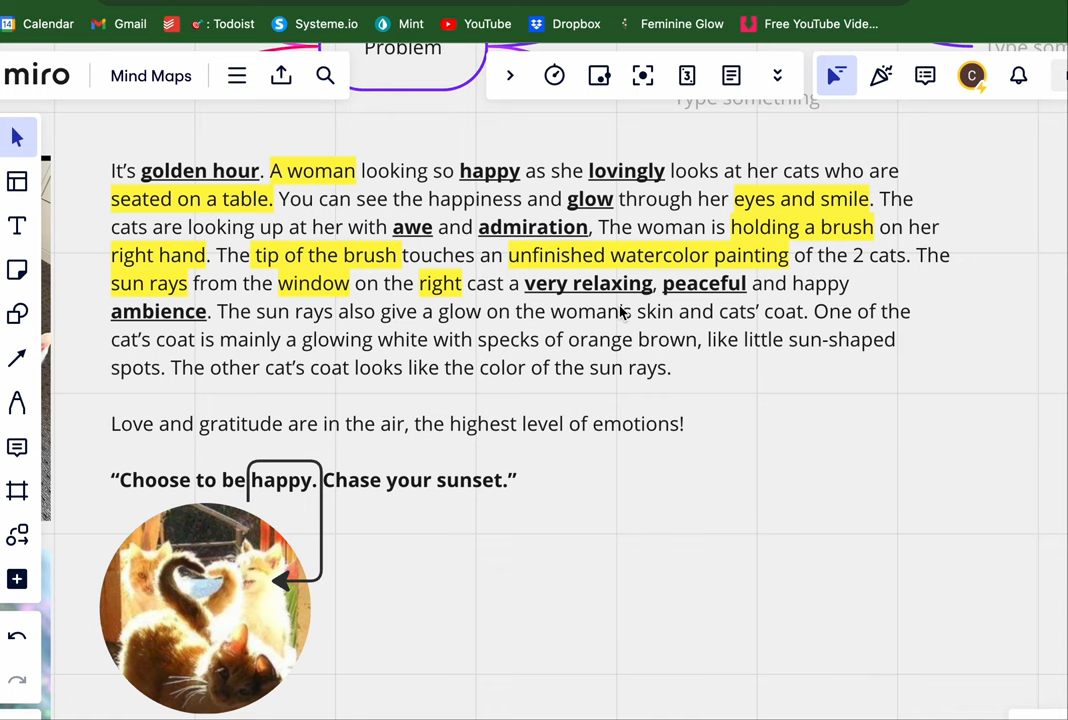 Calendar Gmail : Todoist Systeme.io Mint YouTube Dropbox Feminine Glow Free YouTube Vide...
Problem
Type som
miro Mind Maps C
Type something
It's golden hour. A woman looking so happy as she lovingly looks at her cats who are
seated on a table. You can see the happiness and glow through her eyes and smile. The
cats are looking up at her with awe and admiration, The woman is holding a brush on her
right hand. The tip of the brush touches an unfinished watercolor painting of the 2 cats. The
sun rays from the window on the right cast a very relaxing, peaceful and happy
ambience. The sun rays also give a glow on the woman's skin and cats' coat. One of the
cat's coat is mainly a glowing white with specks of orange brown, like little sun-shaped
spots. The other cat's coat looks like the color of the sun rays.
Love and gratitude are in the air, the highest level of emotions!
“Choose to be happy. Chase your sunset.”